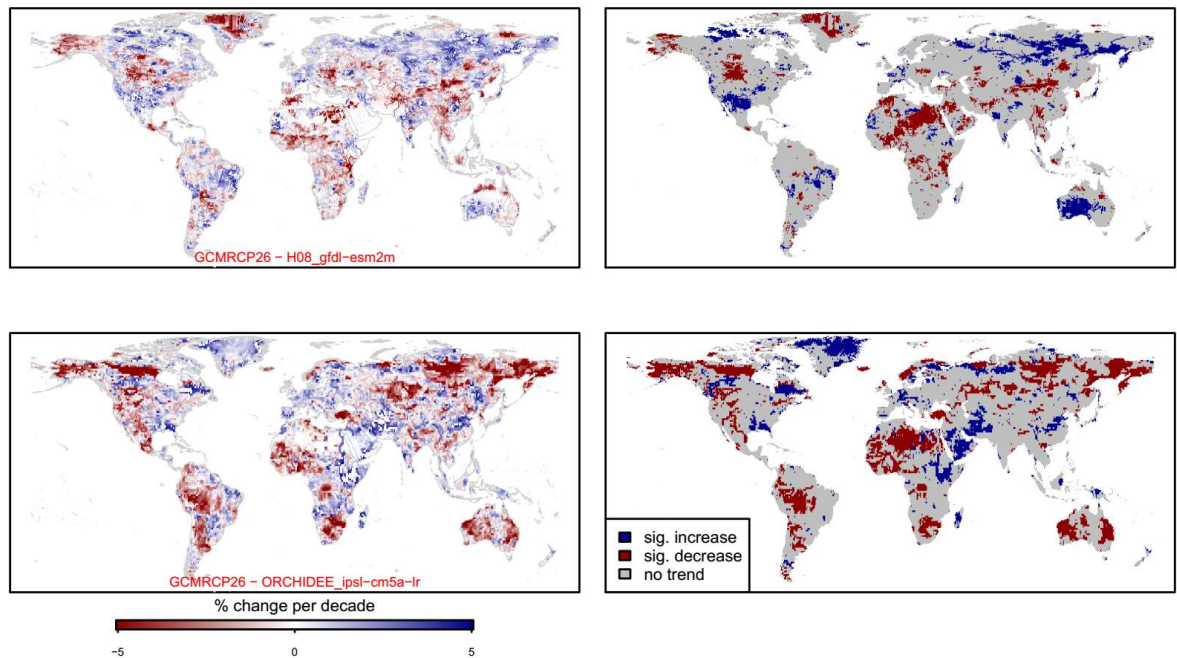 GCMRCP26 − H08_gfdl−esm2m
sig. increase
sig. decrease
no trend
GCMRCP26 − ORCHIDEE_ipsl−cm5a−lr
% change per decade
−5
0
5